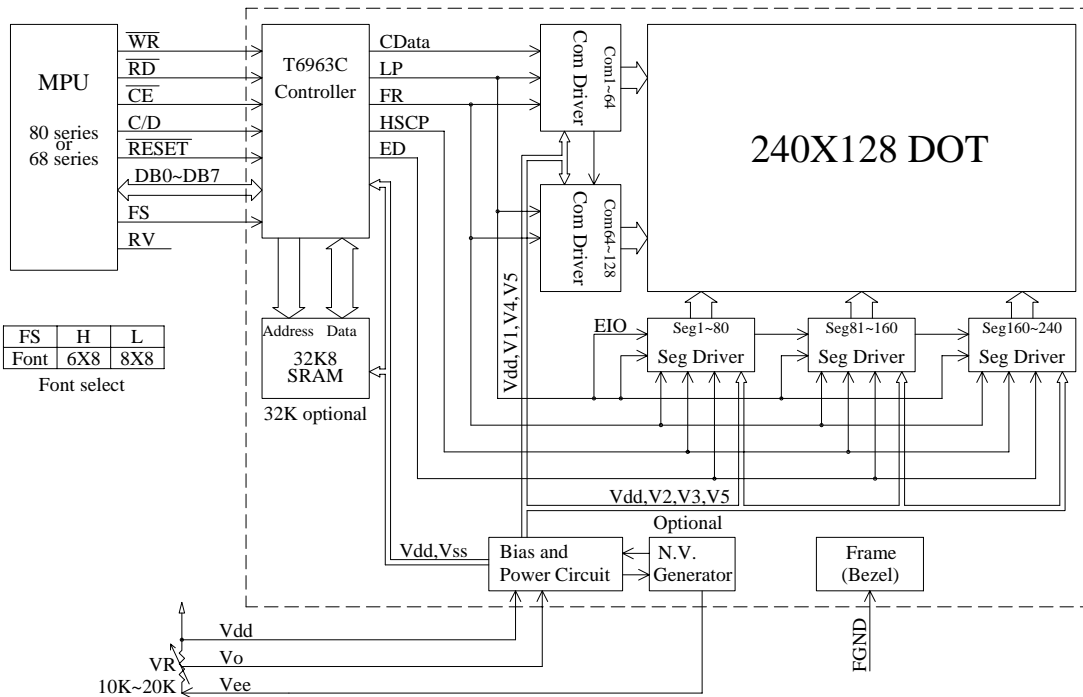 MPU
80 series
or
68 series
WR
RD
CE
C/D
RESET
DB0~DB7
FS
RV
T6963C
Controller
CData
LP
FR
HSCP
ED
Com Driver
Com1~64
Com Driver
Com64~128
240X128 DOT
Address Data
32K8
SRAM
32K optional
FS H L
Font 6X8 8X8
Font select
Vdd,V1,V4,V5
EIO
Seg1~80
Seg Driver
Seg81~160
Seg Driver
Seg160~240
Seg Driver
Vdd,V2,V3,V5
Optional
Vdd,Vss
Bias and
Power Circuit
N.V.
Generator
Frame
(Bezel)
FGND
Vdd
VR
Vo
10K~20K
Vee